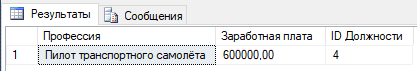 Результаты Сообщения
Профессия Заработная плата ID Должности
1 Пилот транспортного самолёта 600000,00 4